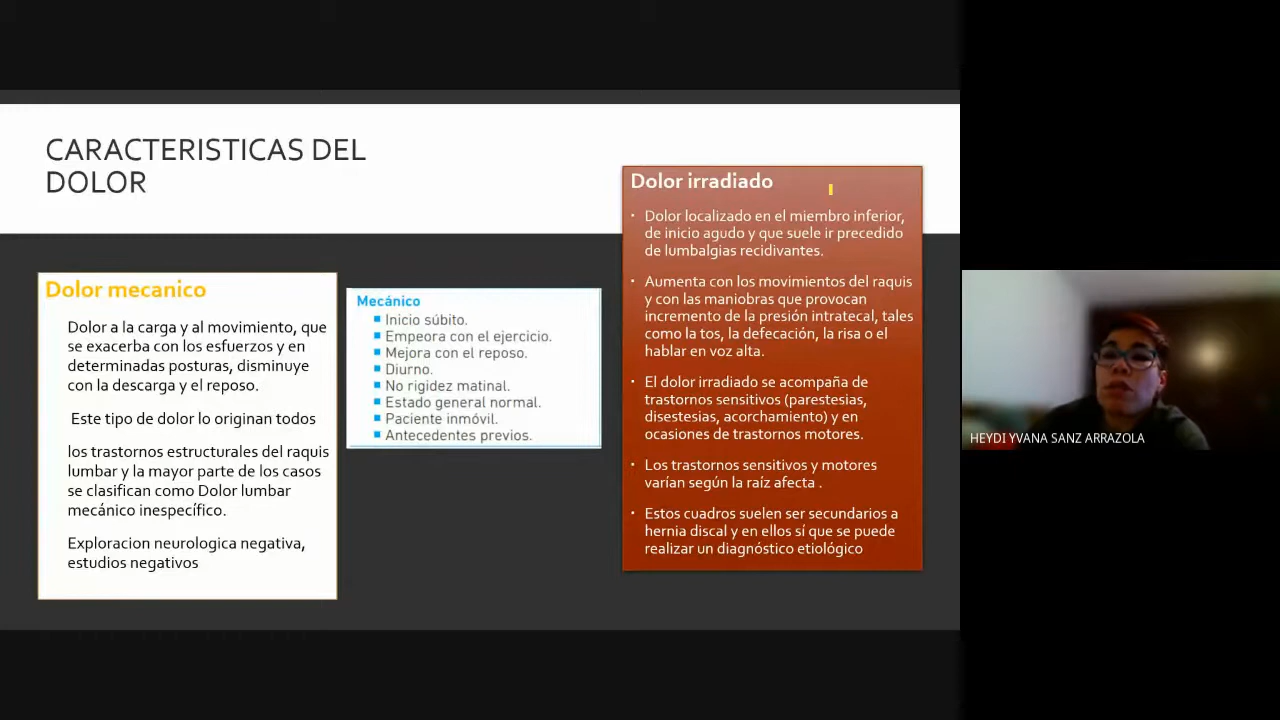 CARACTERISTICAS DEL
DOLOR
Dolor mecanico
Dolor a la carga y al movimiento, que
se exacerba con los esfuerzos y en
determinadas posturas, disminuye
con la descarga y el reposo.
Este tipo de dolor lo originan todos
los trastornos estructurales del raquis
lumbar y la mayor parte de los casos
se clasifican como Dolor lumbar
mecánico inespecífico.
Exploracion neurologica negativa,
estudios negativos
Mecánico
■ Inicio súbito.
■ Empeora con el ejercicio.
■ Mejora con el reposo.
■ Diurno.
■ No rigidez matinal.
■ Estado general normal.
■ Paciente inmóvil.
■ Antecedentes previos.
Dolor irradiado
• Dolor localizado en el miembro inferior,
de inicio agudo y que suele ir precedido
de lumbalgias recidivantes.
• Aumenta con los movimientos del raquis
y con las maniobras que provocan
incremento de la presión intratecal, tales
como la tos, la defecación, la risa o el
hablar en voz alta.
• El dolor irradiado se acompaña de
trastornos sensitivos (parestesias,
disestesias, acorchamiento) y en
ocasiones de trastornos motores.
• Los trastornos sensitivos y motores
varían según la raíz afecta .
• Estos cuadros suelen ser secundarios a
hernia discal y en ellos sí que se puede
realizar un diagnóstico etiológico
HEYDI YVANA SANZ ARRAZOLA